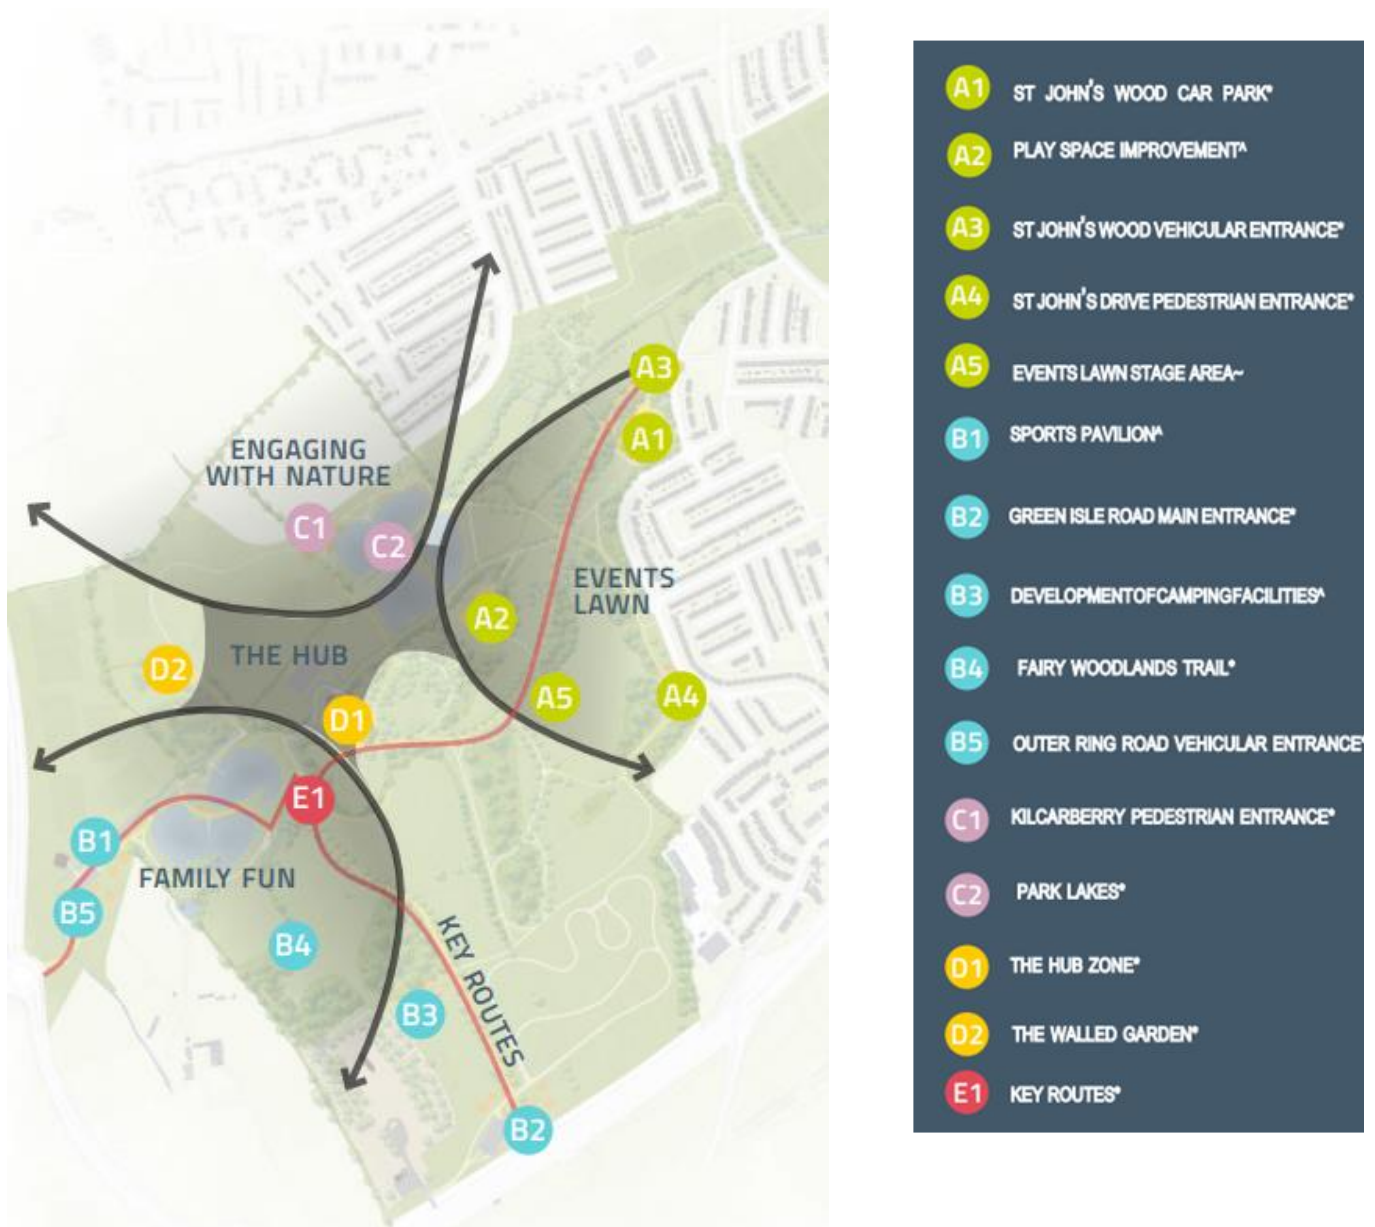 A3
A1
ENGAGING
WITH NATURE
C1
C2
EVENTS
LAWN
A2
THE HUB
D2
A5
A4
D1
E1
B1
FAMILY FUN
B5
B4
KEY ROUTES
B3
B2
A1 ST JOHN'S WOOD CAR PARK*
A2 PLAY SPACE IMPROVEMENT^
A3 ST JOHN'S WOOD VEHICULAR ENTRANCE*
A4 ST JOHN'S DRIVE PEDESTRIAN ENTRANCE*
A5 EVENTS LAWN STAGE AREA~
B1 SPORTS PAVILION^
B2 GREEN ISLE ROAD MAIN ENTRANCE*
B3 DEVELOPMENT OF CAMPING FACILITIES^
B4 FAIRY WOODLANDS TRAIL*
B5 OUTER RING ROAD VEHICULAR ENTRANCE*
C1 KILCARBERRY PEDESTRIAN ENTRANCE*
C2 PARK LAKES*
D1 THE HUB ZONE*
D2 THE WALLED GARDEN*
E1 KEY ROUTES*